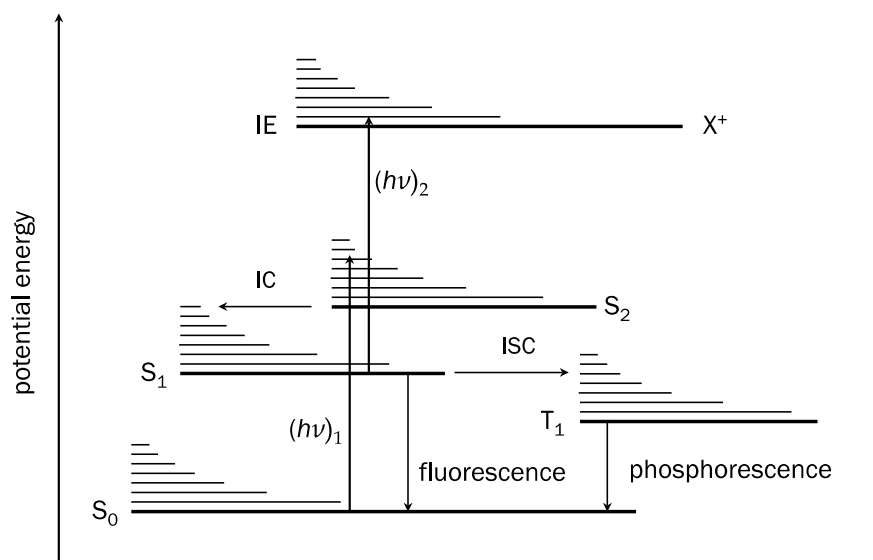 IE
X⁺
(hν)₂
IC
S₂
ISC
S₁
T₁
(hν)₁
fluorescence
phosphorescence
S₀
potential energy